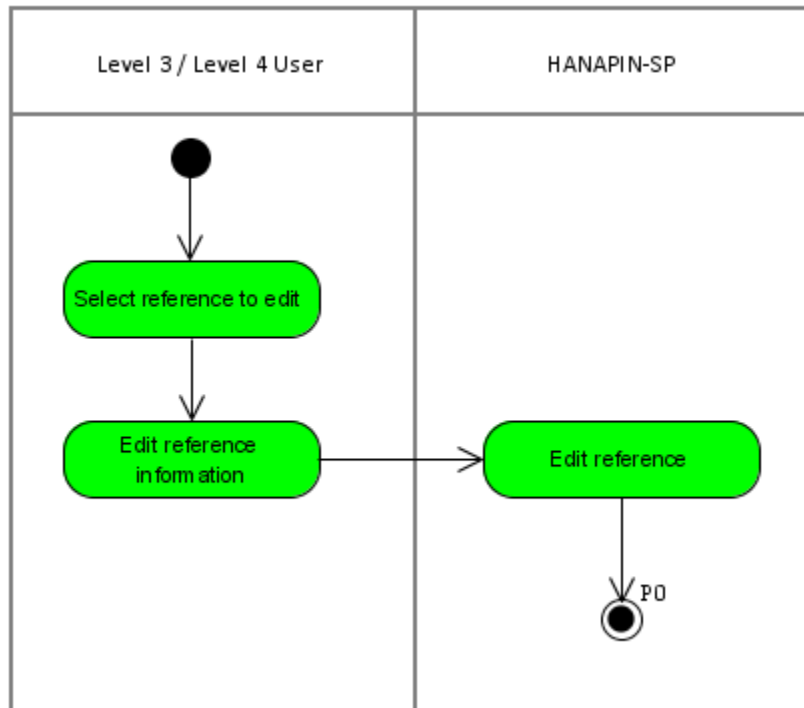 Level 3 / Level 4 User
HANAPIN-SP
Select reference to edit
Edit reference
information
Edit reference
PO